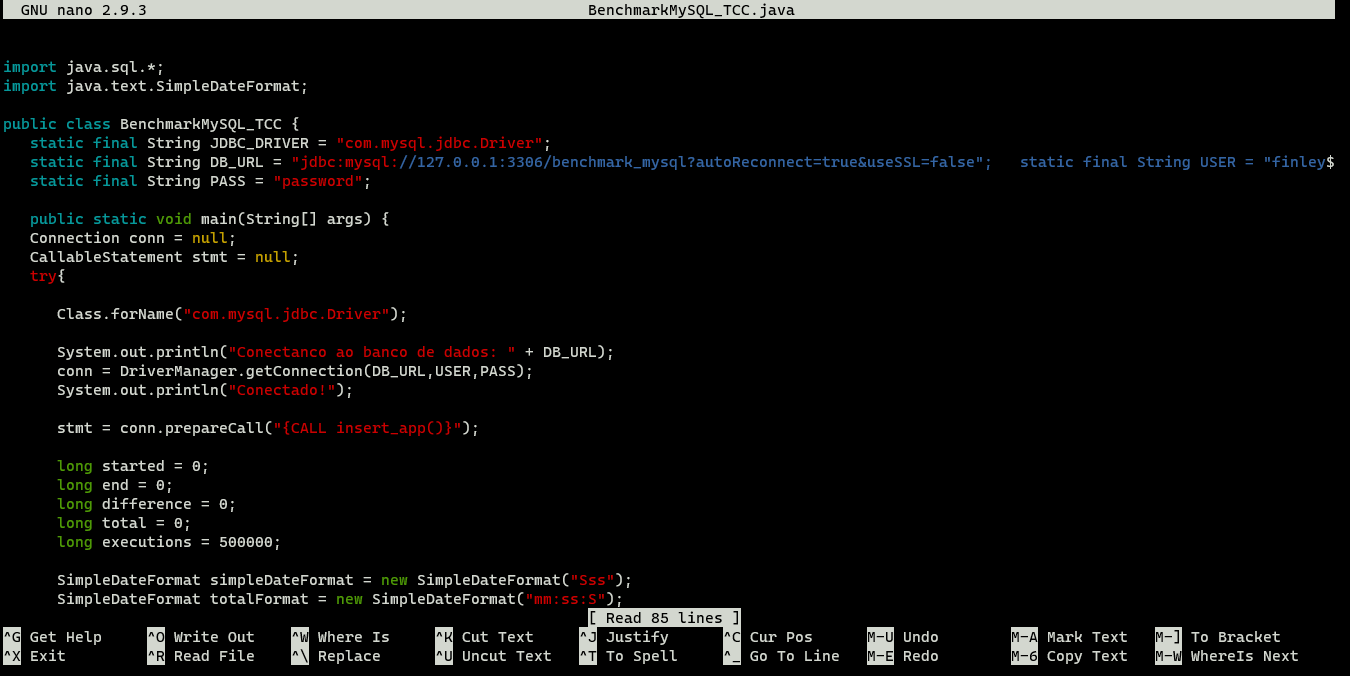 GNU nano 2.9.3 BenchmarkMySQL_TCC.java
import java.sql.*;
import java.text.SimpleDateFormat;
public class BenchmarkMySQL_TCC {
static final String JDBC_DRIVER = "com.mysql.jdbc.Driver";
static final String DB_URL = "jdbc:mysql://127.0.0.1:3306/benchmark_mysql?autoReconnect=true&useSSL=false";   static final String USER = "finley$
static final String PASS = "password";
public static void main(String[] args) {
Connection conn = null;
CallableStatement stmt = null;
try{
Class.forName("com.mysql.jdbc.Driver");
System.out.println("Conectanco ao banco de dados: " + DB_URL);
conn = DriverManager.getConnection(DB_URL,USER,PASS);
System.out.println("Conectado!");
stmt = conn.prepareCall("{CALL insert_app()}");
long started = 0;
long end = 0;
long difference = 0;
long total = 0;
long executions = 500000;
SimpleDateFormat simpleDateFormat = new SimpleDateFormat("Sss");
SimpleDateFormat totalFormat = new SimpleDateFormat("mm:ss:S");
[ Read 85 lines ]
^G Get Help ^O Write Out ^W Where Is ^K Cut Text ^J Justify ^C Cur Pos M-U Undo M-A Mark Text M-] To Bracket
^X Exit ^R Read File ^\ Replace ^U Uncut Text ^T To Spell ^_ Go To Line M-E Redo M-6 Copy Text M-W WhereIs Next